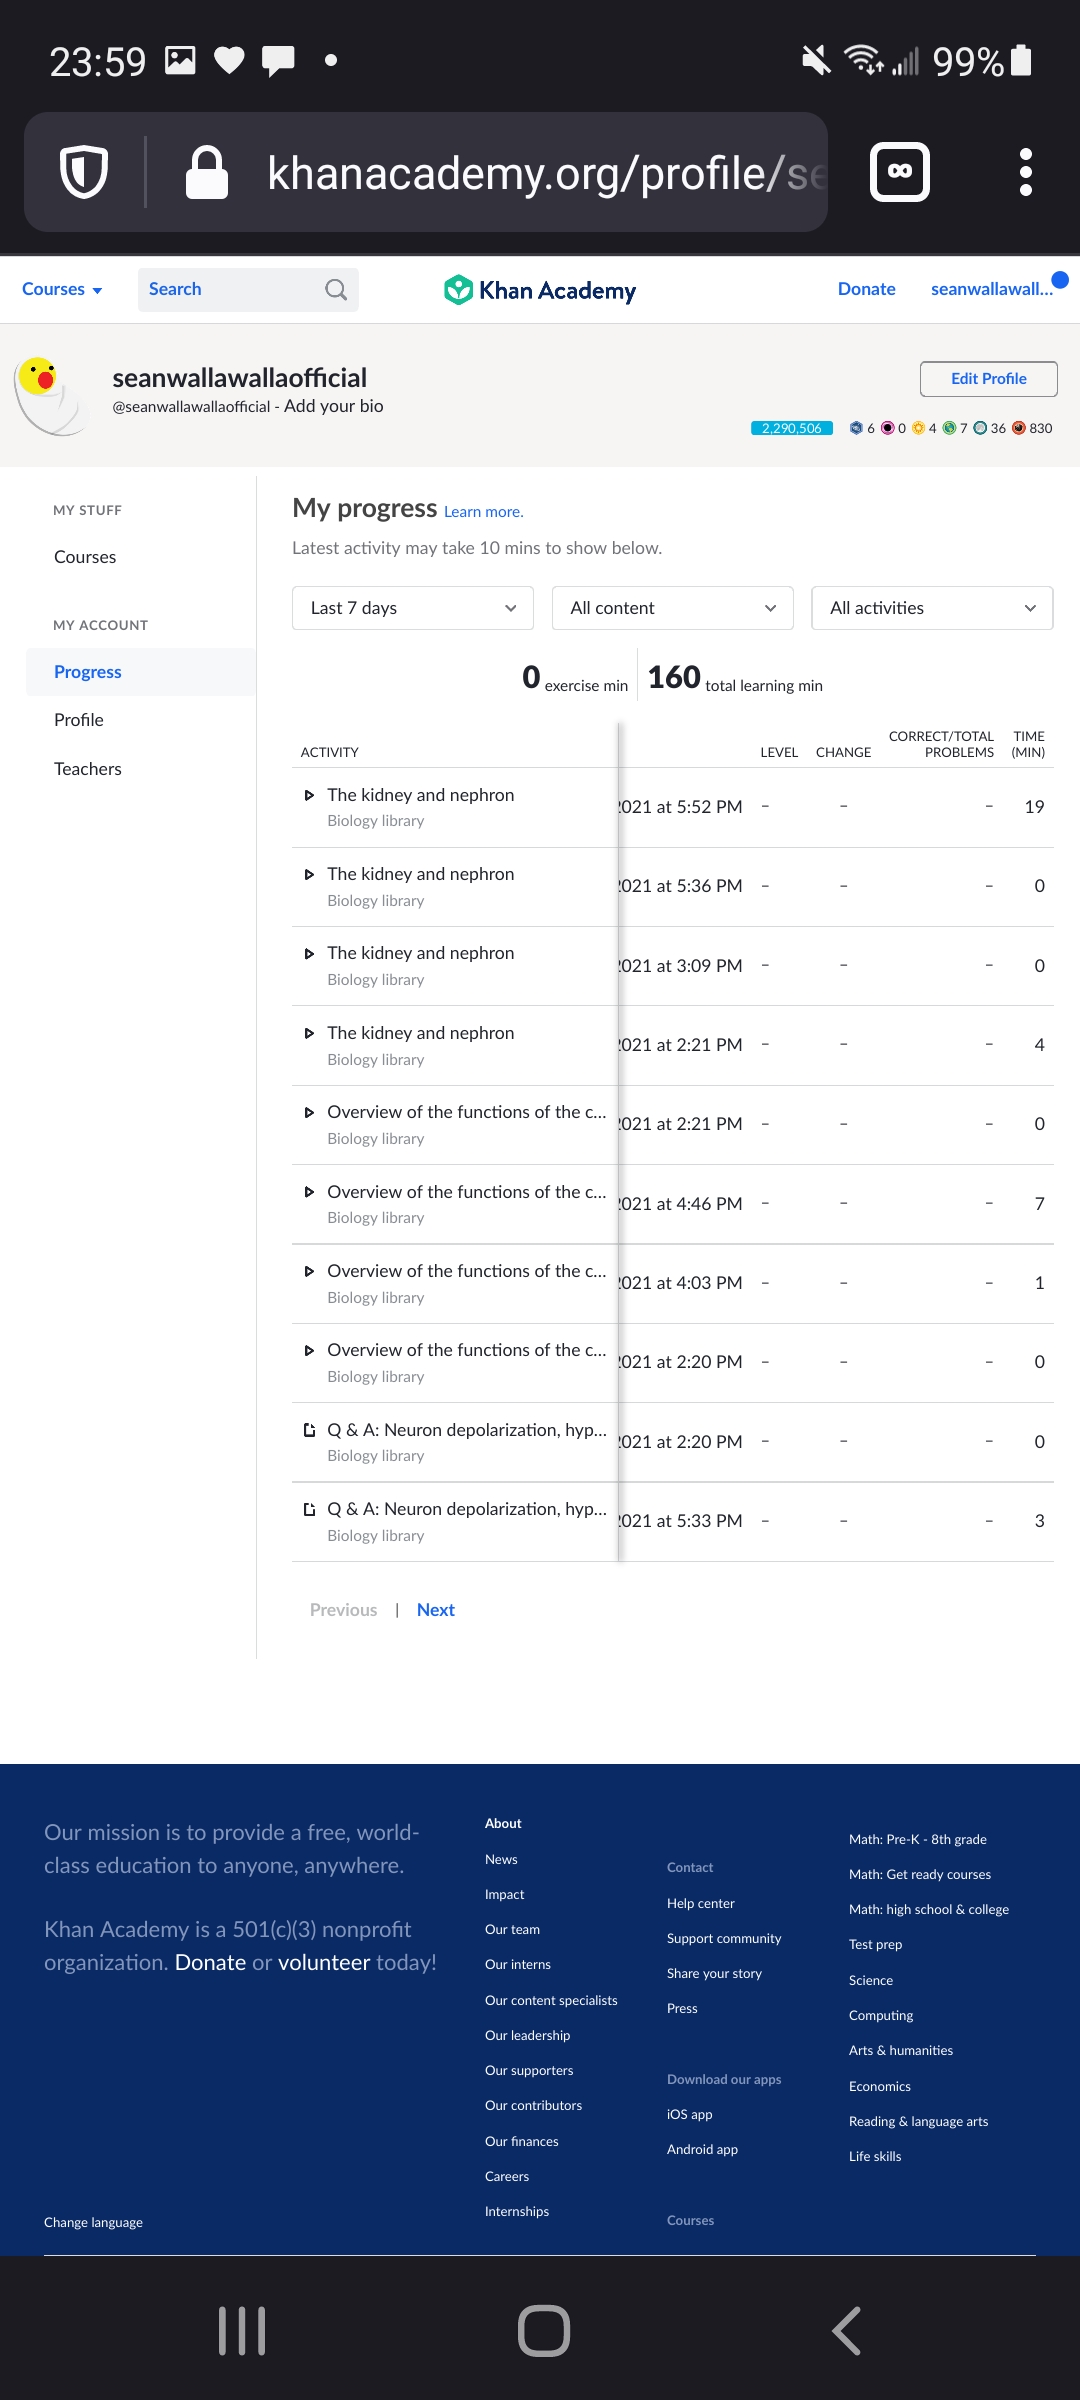 23:59
99%
khanacademy.org/profile/se
Courses
Search
Khan Academy
Donate
seanwallawall...
seanwallawallaofficial
@seanwallawallaofficial - Add your bio
Edit Profile
2,290,506 6 0 4 7 36 830
MY STUFF
Courses
MY ACCOUNT
Progress
Profile
Teachers
My progress Learn more.
Latest activity may take 10 mins to show below.
Last 7 days
All content
All activities
0 exercise min
160 total learning min
ACTIVITY LEVEL CHANGE CORRECT/TOTAL PROBLEMS TIME (MIN)
The kidney and nephron
Biology library
2021 at 5:52 PM – – – 19
The kidney and nephron
Biology library
2021 at 5:36 PM – – – 0
The kidney and nephron
Biology library
2021 at 3:09 PM – – – 0
The kidney and nephron
Biology library
2021 at 2:21 PM – – – 4
Overview of the functions of the c...
Biology library
2021 at 2:21 PM – – – 0
Overview of the functions of the c...
Biology library
2021 at 4:46 PM – – – 7
Overview of the functions of the c...
Biology library
2021 at 4:03 PM – – – 1
Overview of the functions of the c...
Biology library
2021 at 2:20 PM – – – 0
Q & A: Neuron depolarization, hyp...
Biology library
2021 at 2:20 PM – – – 0
Q & A: Neuron depolarization, hyp...
Biology library
2021 at 5:33 PM – – – 3
Previous | Next
Our mission is to provide a free, world-
class education to anyone, anywhere.
Khan Academy is a 501(c)(3) nonprofit
organization. Donate or volunteer today!
Change language
About
News
Impact
Our team
Our interns
Our content specialists
Our leadership
Our supporters
Our contributors
Our finances
Careers
Internships
Contact
Help center
Support community
Share your story
Press
Download our apps
iOS app
Android app
Courses
Math: Pre-K - 8th grade
Math: Get ready courses
Math: high school & college
Test prep
Science
Computing
Arts & humanities
Economics
Reading & language arts
Life skills